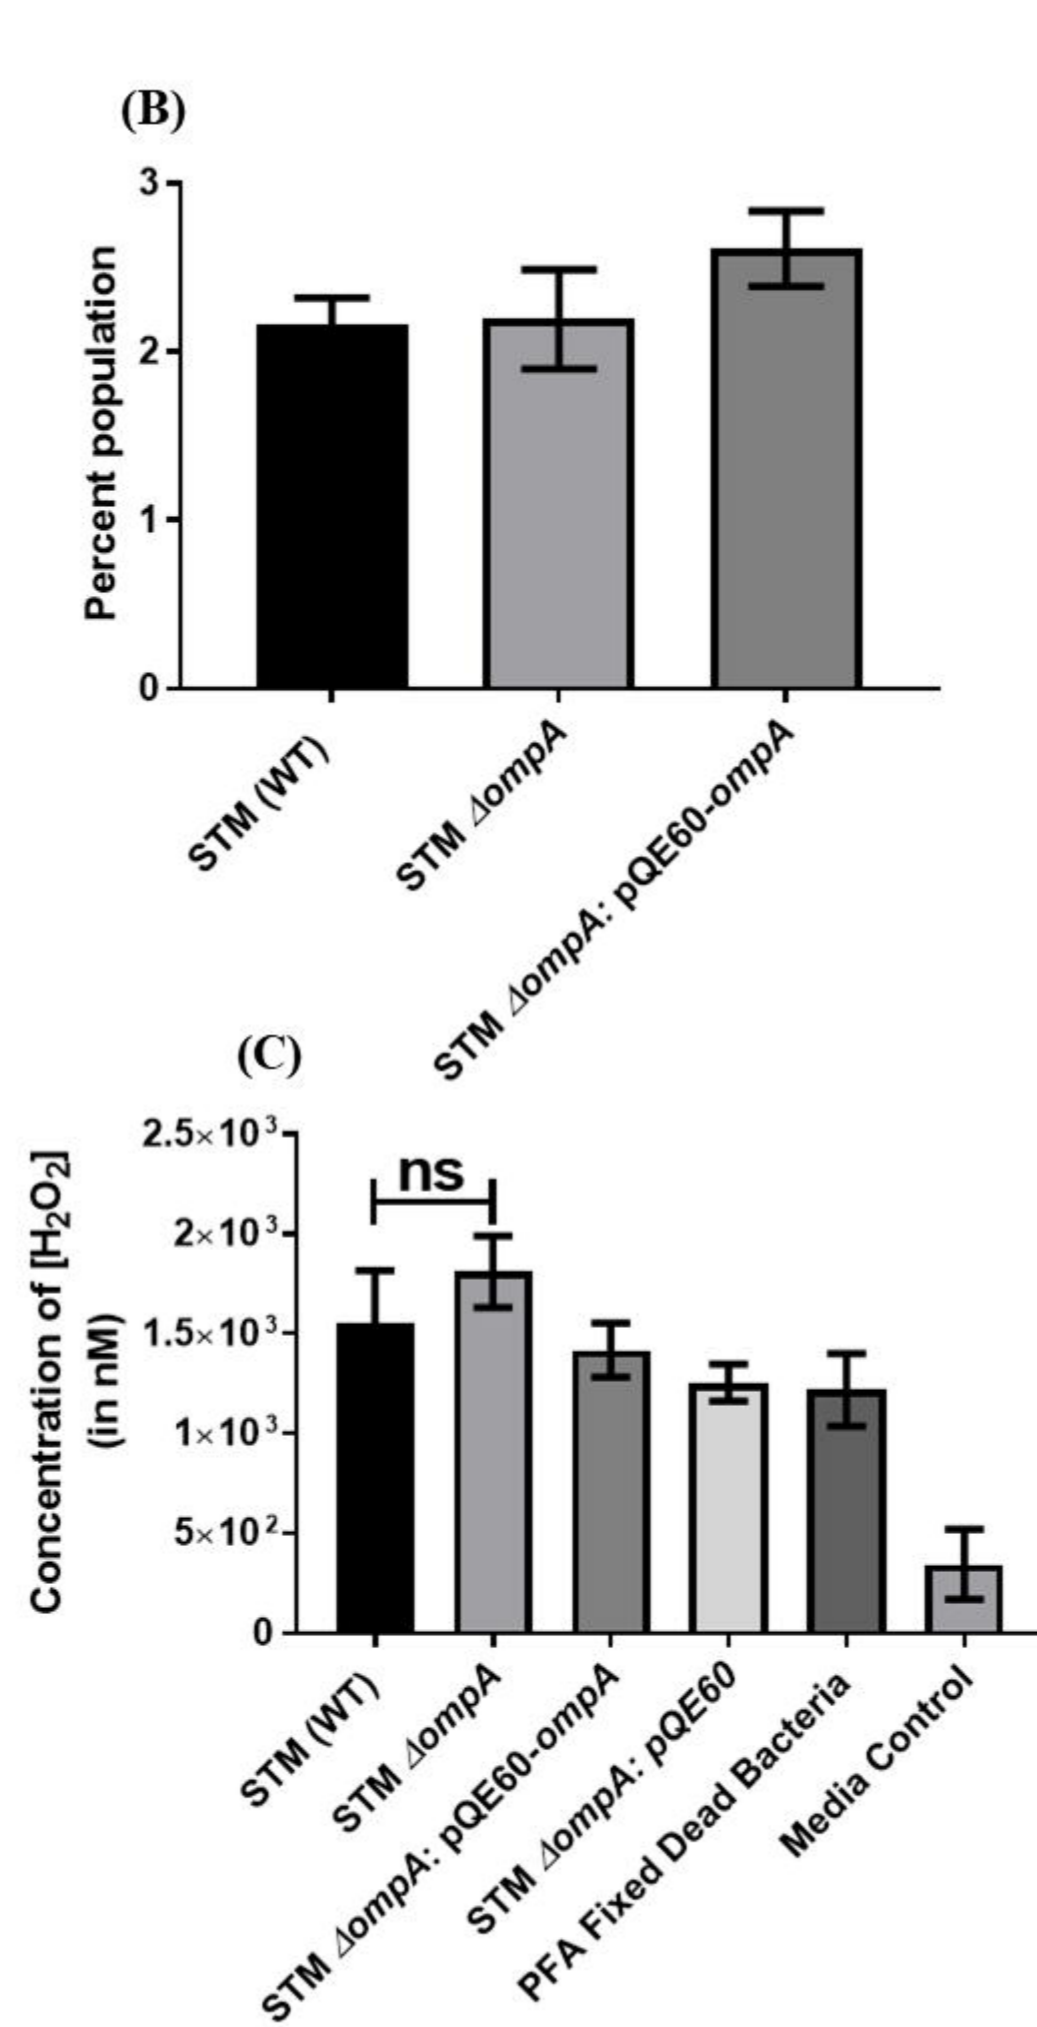 (B)
3
2
1
0
Percent population
STM (WT)
STM ΔompA
STM ΔompA: pQE60-ompA
(C)
2.5×10³
2×10³
1.5×10³
1×10³
5×10²
0
Concentration of [H₂O₂]
(in nM)
ns
STM (WT)
STM ΔompA
STM ΔompA: pQE60-ompA
STM ΔompA: pQE60
PFA Fixed Dead Bacteria
Media Control